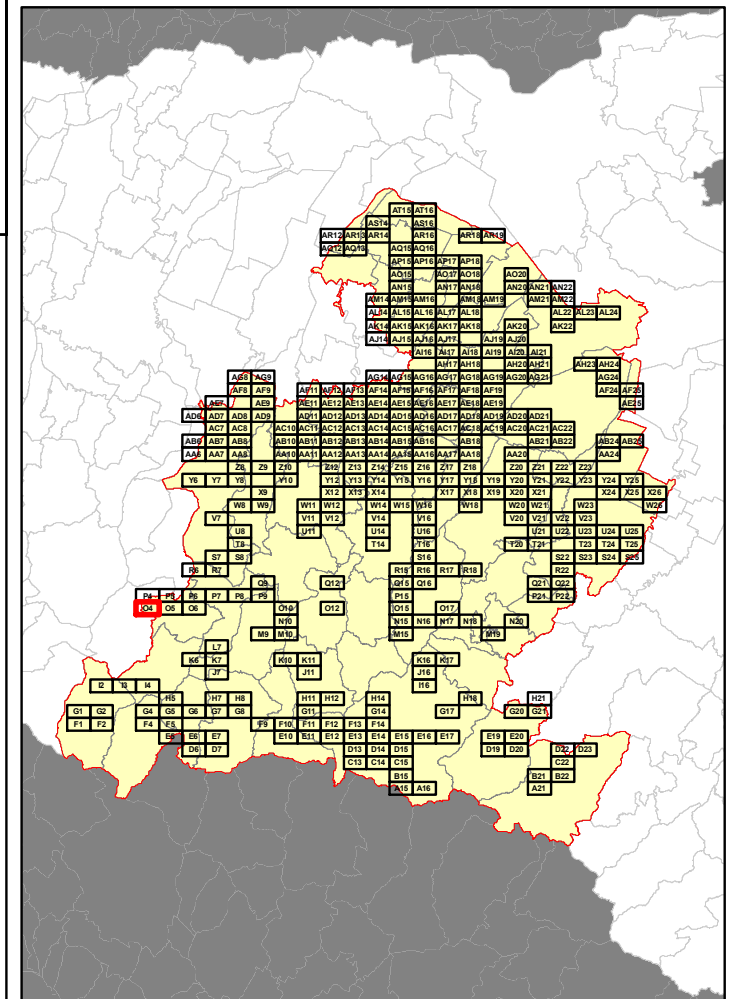 AT15 AT16
AS14 AS16
AR12 AR13 AR14 AR16 AR18 AR19
AQ12 AQ13 AQ15 AQ16
AP15 AP16 AP17 AP18
AO15 AO17 AO18 AO20
AN15 AN17 AN18 AN20 AN21 AN22
AM14 AM15 AM16 AM18 AM19 AM21 AM22
AL14 AL15 AL16 AL17 AL18 AL22 AL23 AL24
AK14 AK15 AK16 AK17 AK18 AK20 AK22
AJ14 AJ15 AJ16 AJ17 AJ19 AJ20
AI16 AI17 AI18 AI19 AI20 AI21
AH17 AH18 AH20 AH21 AH23 AH24
AG8 AG9 AG14 AG15 AG16 AG17 AG18 AG19 AG20 AG21 AG24
AF8 AF9 AF11 AF12 AF13 AF14 AF15 AF16 AF17 AF18 AF19 AF24 AF25
AE7 AE9 AE11 AE12 AE13 AE14 AE15 AE16 AE17 AE18 AE19 AE25
AD6 AD7 AD8 AD9 AD11 AD12 AD13 AD14 AD15 AD16 AD17 AD18 AD19 AD20 AD21
AC7 AC8 AC10 AC11 AC12 AC13 AC14 AC15 AC16 AC17 AC18 AC19 AC20 AC21 AC22
AB6 AB7 AB8 AB10 AB11 AB12 AB13 AB14 AB15 AB16 AB18 AB21 AB22 AB24 AB25
AA6 AA7 AA8 AA10 AA11 AA12 AA13 AA14 AA15 AA16 AA17 AA18 AA20 AA24
Z8 Z9 Z10 Z12 Z13 Z14 Z15 Z16 Z17 Z18 Z20 Z21 Z22 Z23
Y6 Y7 Y8 Y10 Y12 Y13 Y14 Y15 Y16 Y17 Y18 Y19 Y20 Y21 Y22 Y23 Y24 Y25
X9 X12 X13 X14 X17 X18 X19 X20 X21 X24 X25 X26
W8 W9 W11 W12 W14 W15 W16 W18 W20 W21 W23 W26
V7 V11 V12 V14 V16 V20 V21 V22 V23
U8 U11 U14 U16 U21 U22 U23 U24 U25
T8 T14 T16 T20 T21 T23 T24 T25
S7 S8 S16 S22 S23 S24 S25
R6 R7 R15 R16 R17 R18 R22
Q9 Q12 Q15 Q16 Q21 Q22
P4 P5 P6 P7 P8 P9 P15 P21 P22
O4 O5 O6 O10 O12 O15 O17
N10 N15 N16 N17 N18 N20
M9 M10 M15 M19
L7
K6 K7 K10 K11 K16 K17
J7 J11 J16
I2 I3 I4 I16
H5 H7 H8 H11 H12 H14 H18 H21
G1 G2 G4 G5 G6 G7 G8 G11 G17 G20 G21
F1 F2 F4 F5 F9 F10 F11 F12 F13 F14
E5 E6 E7 E10 E11 E12 E13 E14 E15 E16 E17 E19 E20
D6 D7 D13 D14 D15 D19 D20 D22 D23
C13 C14 C15 C22
B15 B21 B22
A15 A16 A21